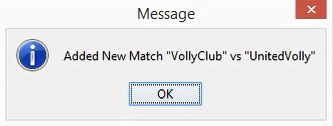 Message
Added New Match "VollyClub" vs "UnitedVolly"
OK